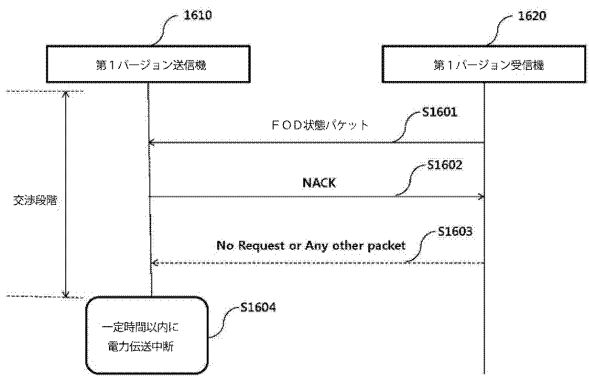 1610
1620
第１バージョン送信機
第１バージョン受信機
S1601
ＦＯＤ状態パケット
S1602
NACK
交渉段階
S1603
No Request or Any other packet
S1604
一定時間以内に
電力伝送中断